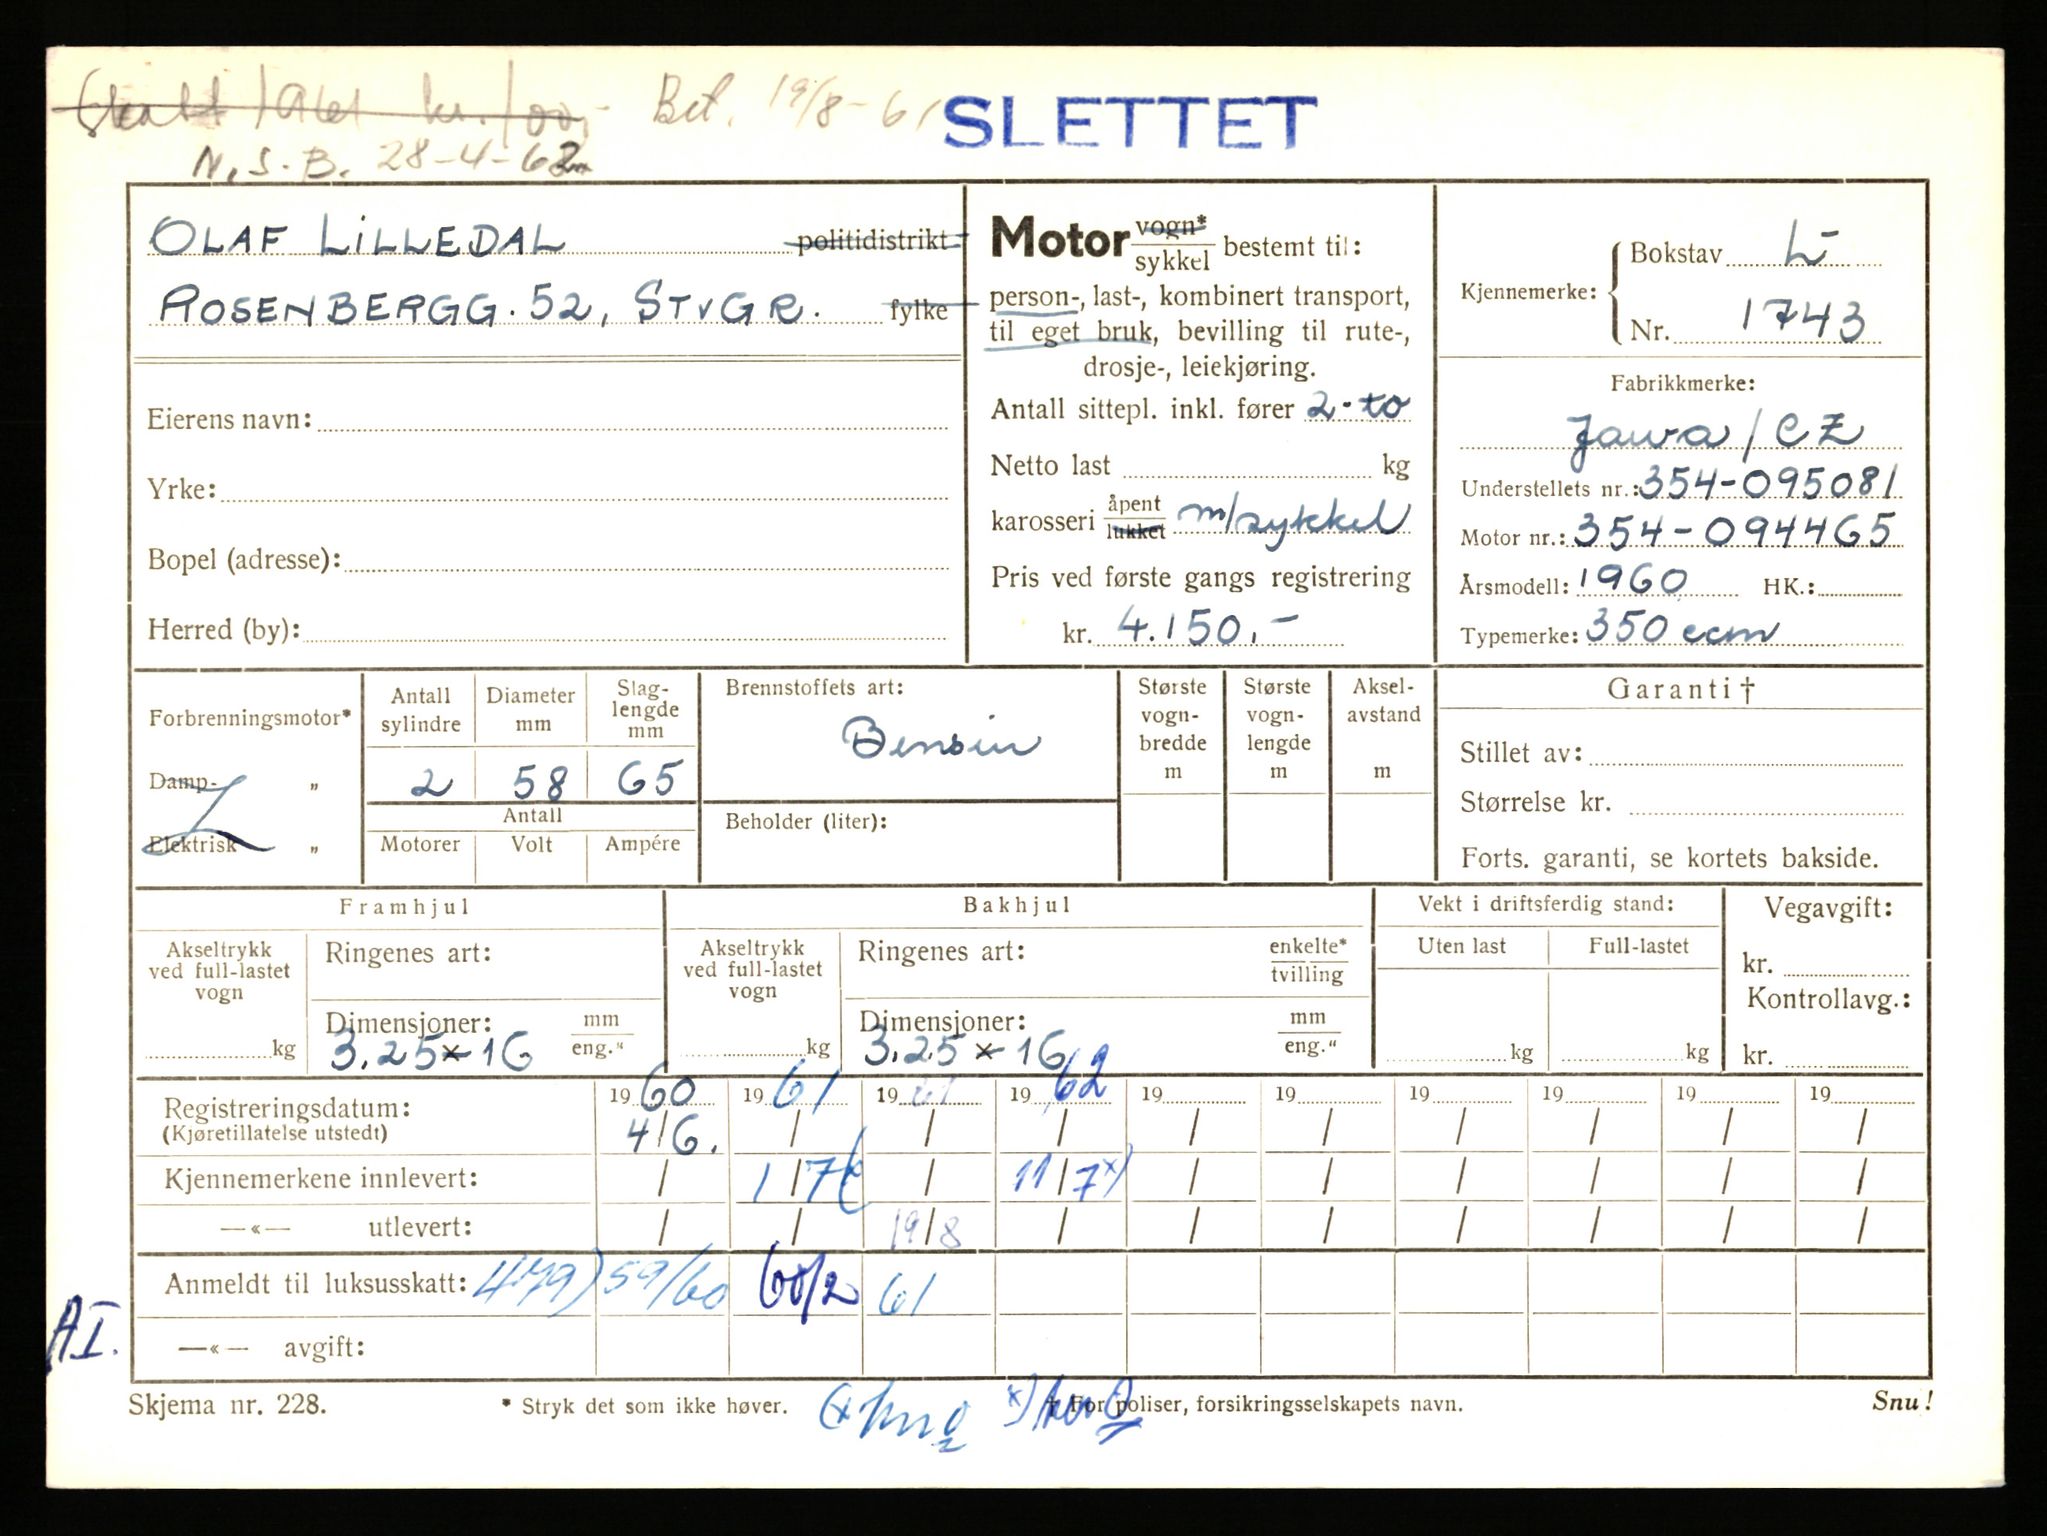 kr. 100,- Bet. 19/8-61
SLETTET
N.S.B. 28-4-62
OLAF LILLEDAL politidistrikt
ROSENBERGG. 52, STVGR. fylke
Eierens navn:
Yrke:
Bopel (adresse):
Herred (by):
Motor vogn*/sykkel bestemt til:
person-, last-, kombinert transport,
til eget bruk, bevilling til rute-,
drosje-, leiekjøring.
Antall sittepl. inkl. fører 2-to
Netto last kg
karosseri åpent/lukket m/sykkel
Pris ved første gangs registrering
kr. 4.150,-
Kjennemerke: Bokstav L-
Nr. 1743
Fabrikkmerke:
Jawa/CZ
Understellets nr.: 354-095081
Motor nr.: 354-094465
Årsmodell: 1960 HK.:
Typemerke: 350 ccm
Forbrenningsmotor*
Damp- „
Elektrisk „
Antall sylindre
Diameter mm
Slag-lengde mm
2 58 65
Antall
Motorer Volt Ampére
Brennstoffets art:
Bensin
Beholder (liter):
Største vogn-bredde m
Største vogn-lengde m
Aksel-avstand m
Garanti †
Stillet av:
Størrelse kr.
Forts. garanti, se kortets bakside.
Framhjul
Akseltrykk ved full-lastet vogn
kg
Ringenes art:
Dimensjoner: mm/eng."
3.25 x 16
Bakhjul
Akseltrykk ved full-lastet vogn
kg
Ringenes art: enkelte*/tvilling
Dimensjoner: mm/eng."
3.25 x 16
Vekt i driftsferdig stand:
Uten last Full-lastet
kg kg
Vegavgift:
kr.
Kontrollavg.:
kr.
Registreringsdatum: 1960 1961 1961 1962 19 19 19 19 19 19
(Kjøretillatelse utstedt) 4/6. / / / / / / / / /
Kjennemerkene innlevert: / 1/7( / 11/7x) / / / / / /
—«— utlevert: / / 19/8 / / / / / / /
Anmeldt til luksusskatt: 479) 59/60 60/2 61
AI.
—«— avgift:
Skjema nr. 228. * Stryk det som ikke høver. † For poliser, forsikringsselskapets navn. Snu!